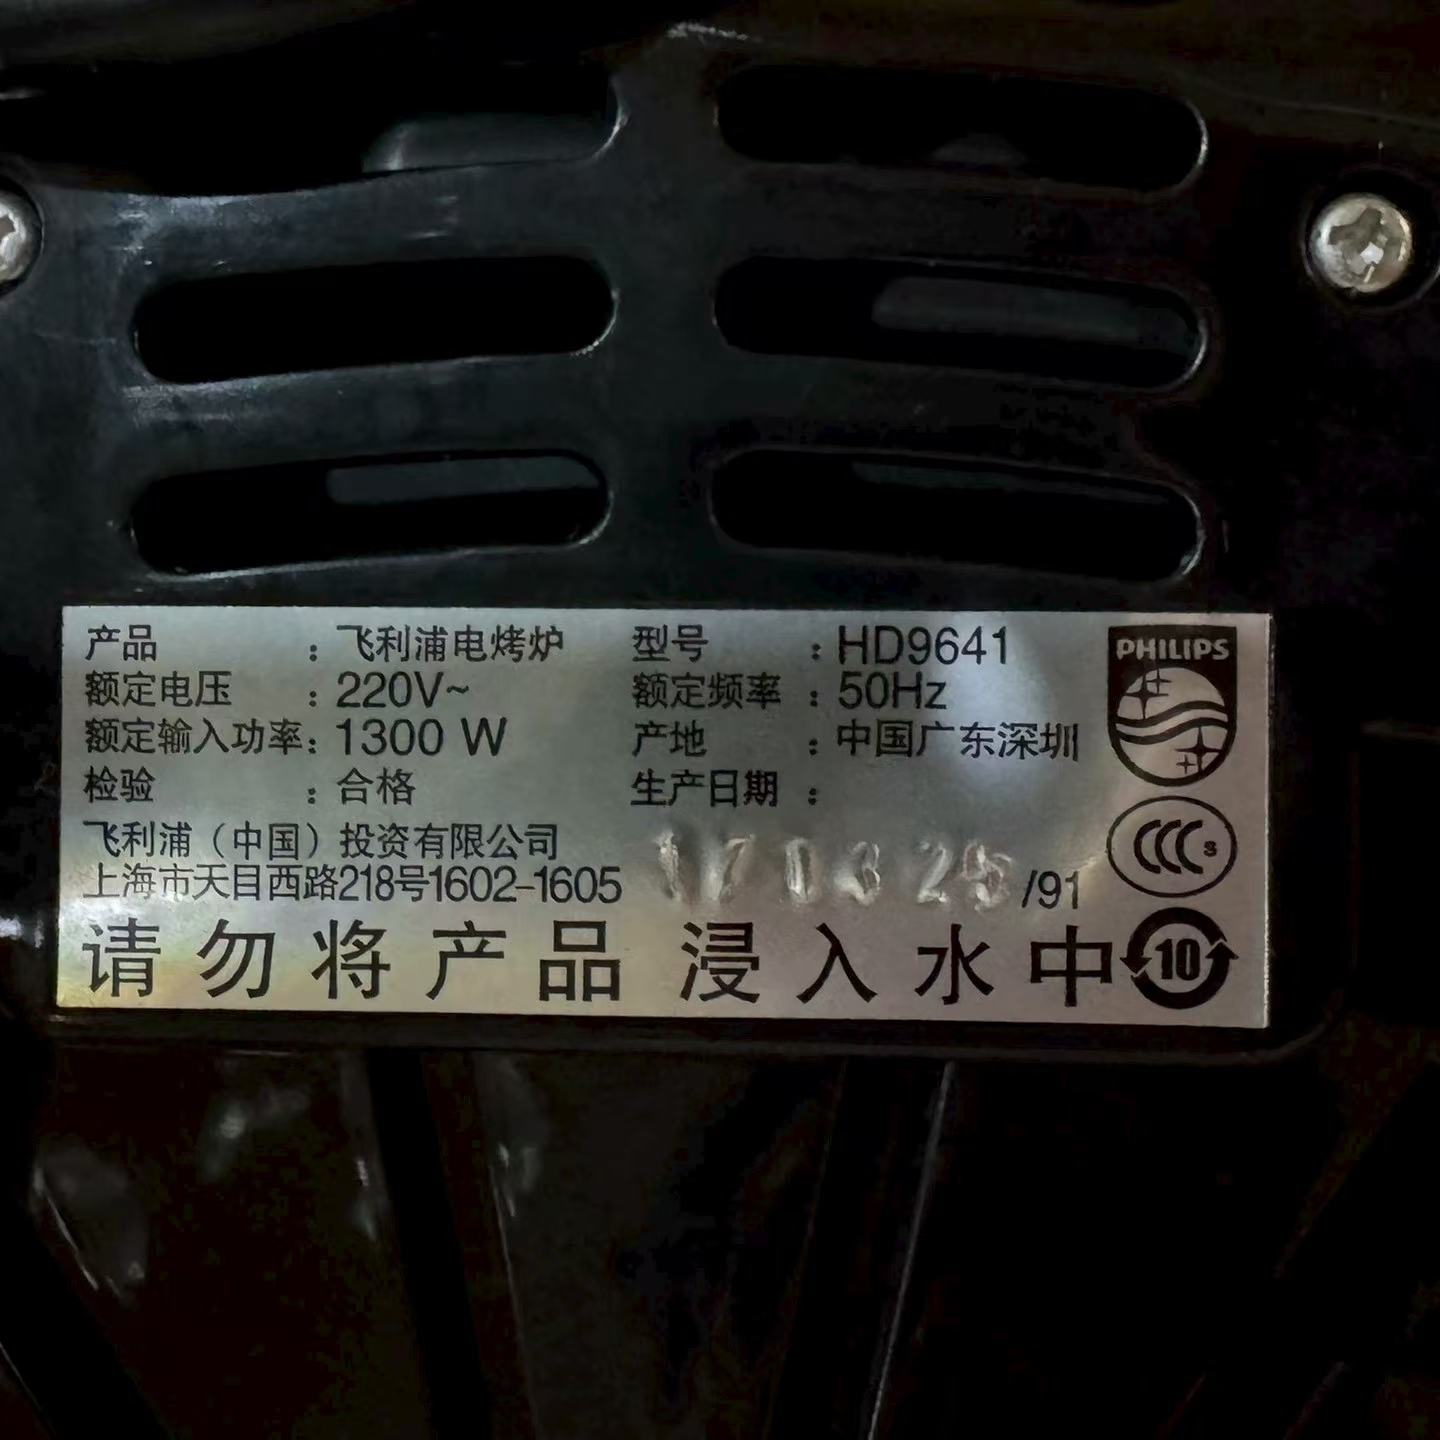 产品 : 飞利浦电烤炉 型号 : HD9641
额定电压 : 220V~ 额定频率 : 50Hz
额定输入功率: 1300 W 产地 : 中国广东深圳
检验 : 合格 生产日期 :
飞利浦（中国）投资有限公司
上海市天目西路218号1602-1605 /91
请勿将产品浸入水中
PHILIPS
CCC S
10